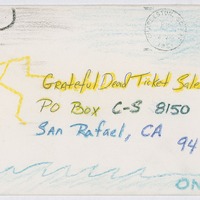 Grateful Dead Ticket Sales
PO Box C-S 8150
San Rafael, CA
94
ON